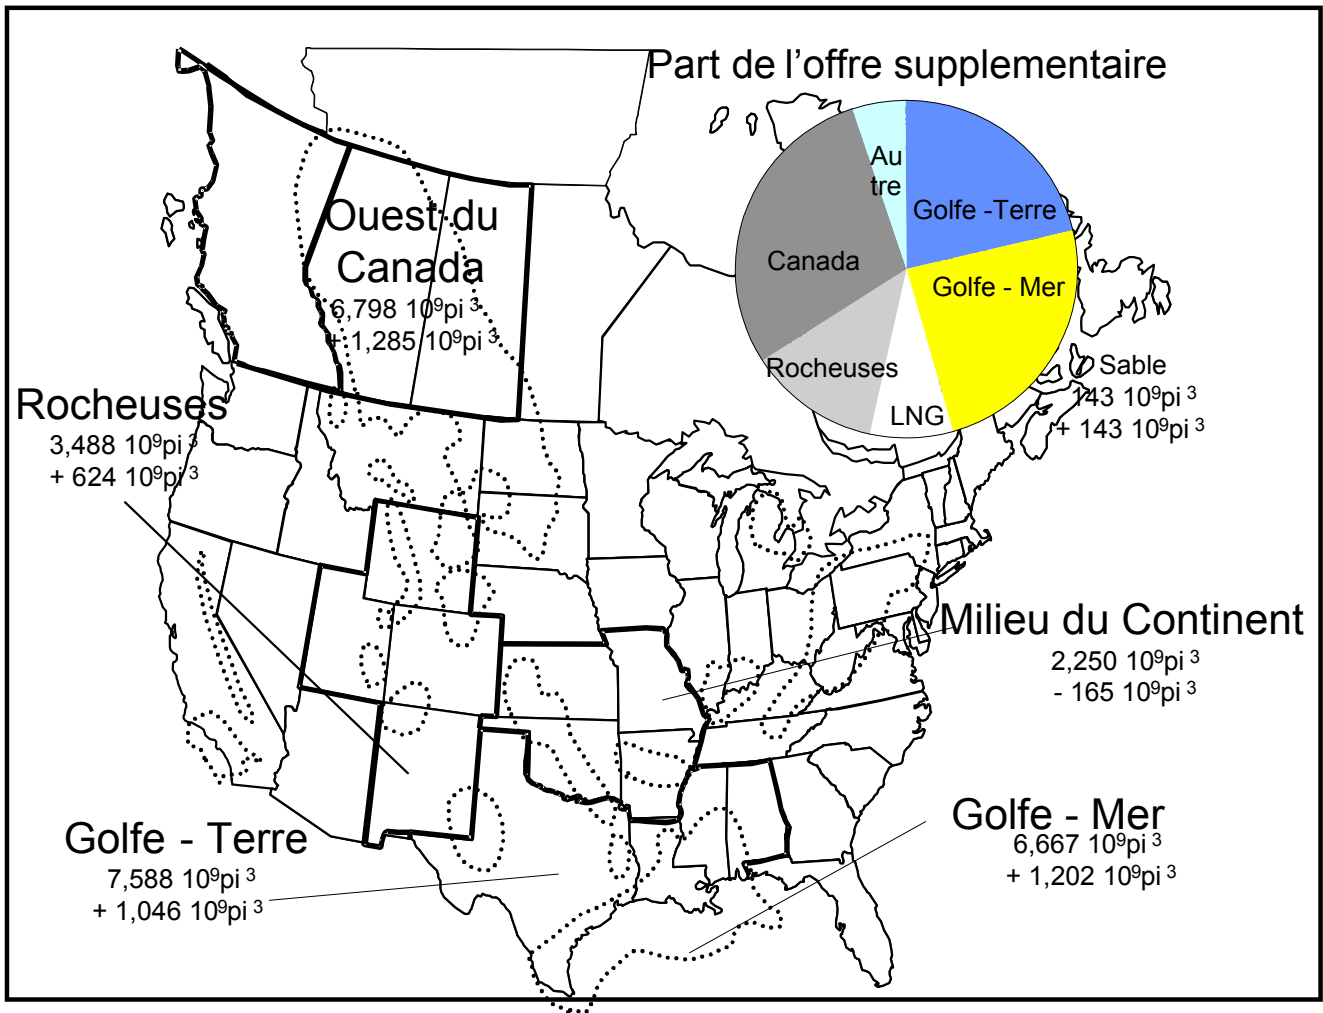 Part de l’offre supplementaire
Au
tre
Golfe -Terre
Canada
Golfe - Mer
Rocheuses
LNG
Ouest du
Canada
6,798 10⁹pi ³
+ 1,285 10⁹pi ³
Sable
143 10⁹pi ³
+ 143 10⁹pi ³
Rocheuses
3,488 10⁹pi ³
+ 624 10⁹pi ³
Milieu du Continent
2,250 10⁹pi ³
- 165 10⁹pi ³
Golfe - Mer
6,667 10⁹pi ³
+ 1,202 10⁹pi ³
Golfe - Terre
7,588 10⁹pi ³
+ 1,046 10⁹pi ³